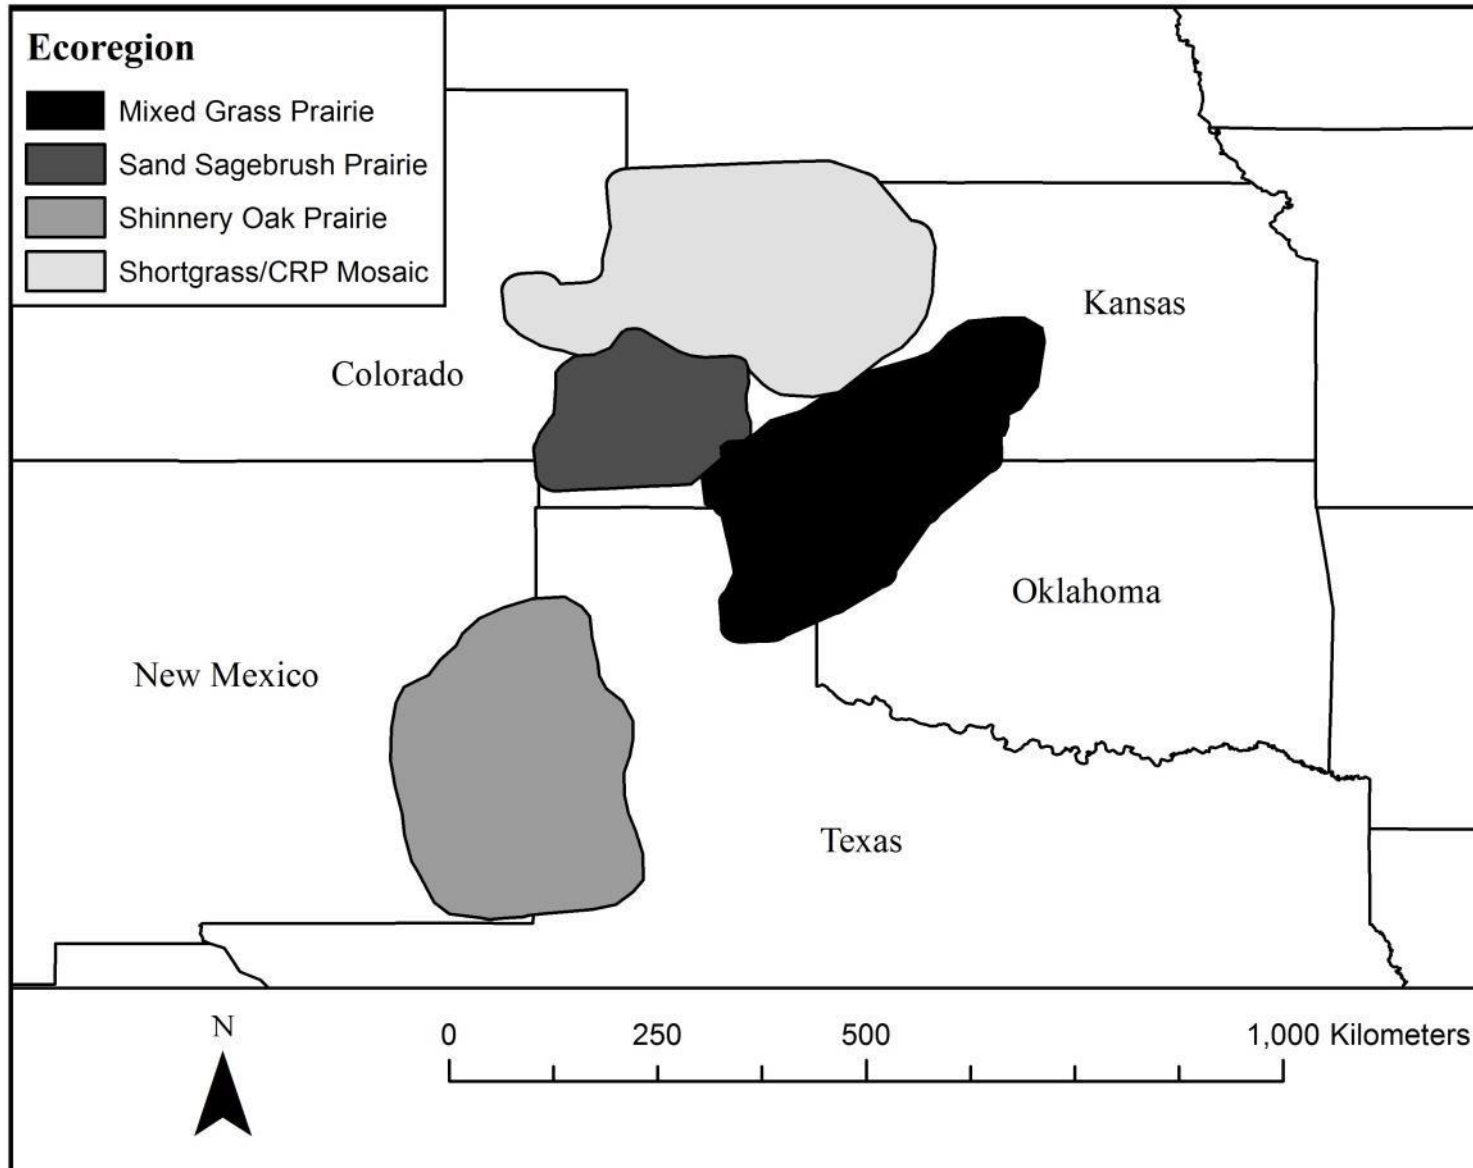 Ecoregion
Mixed Grass Prairie
Sand Sagebrush Prairie
Shinnery Oak Prairie
Shortgrass/CRP Mosaic
Kansas
Colorado
Oklahoma
New Mexico
Texas
N
0 250 500 1,000 Kilometers